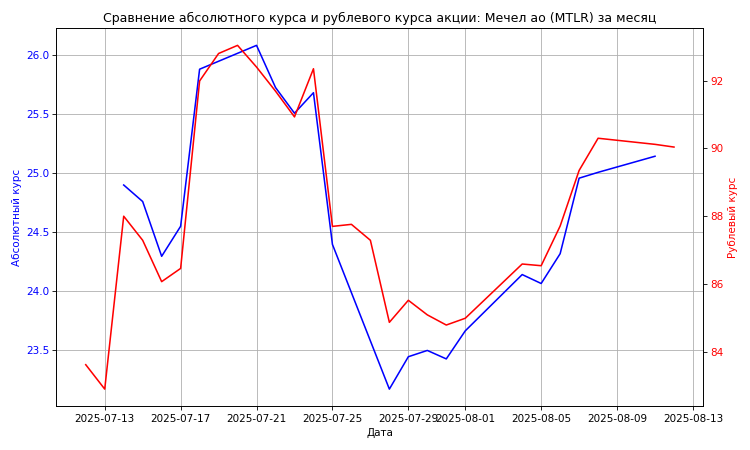 Сравнение абсолютного курса и рублевого курса акции: Мечел ао (MTLR) за месяц
26.0
25.5
25.0
24.5
24.0
23.5
Абсолютный курс
92
90
88
86
84
Рублевый курс
2025-07-13 2025-07-17 2025-07-21 2025-07-25 2025-07-29 2025-08-01 2025-08-05 2025-08-09 2025-08-13
Дата